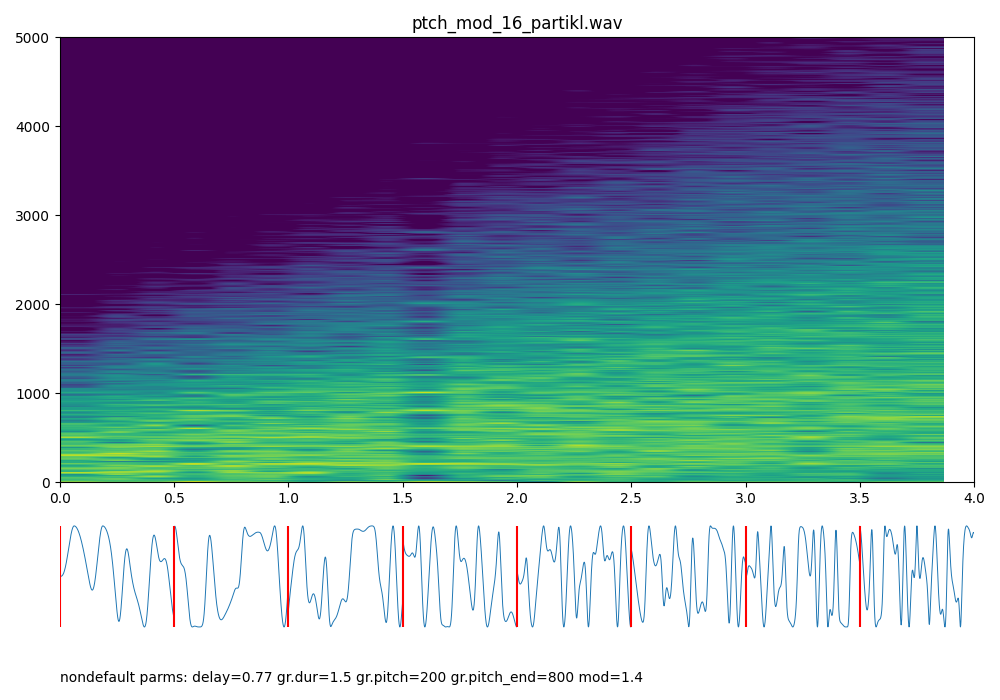 ptch_mod_16_partikl.wav
5000
4000
3000
2000
1000
0
0.0 0.5 1.0 1.5 2.0 2.5 3.0 3.5 4.0
nondefault parms: delay=0.77 gr.dur=1.5 gr.pitch=200 gr.pitch_end=800 mod=1.4